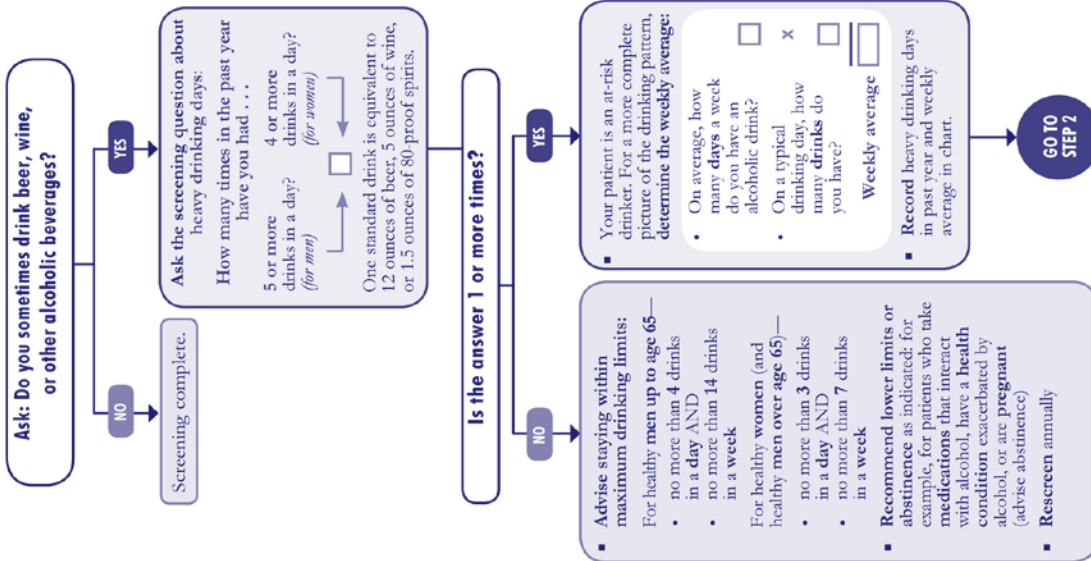 Ask: Do you sometimes drink beer, wine,
or other alcoholic beverages?
NO
YES
Screening complete.
Ask the screening question about
heavy drinking days:
How many times in the past year
have you had . . .
5 or more
drinks in a day?
(for men)
4 or more
drinks in a day?
(for women)
One standard drink is equivalent to
12 ounces of beer, 5 ounces of wine,
or 1.5 ounces of 80-proof spirits.
Is the answer 1 or more times?
NO
YES
▪ Advise staying within
maximum drinking limits:
For healthy men up to age 65—
• no more than 4 drinks
in a day AND
• no more than 14 drinks
in a week
For healthy women (and
healthy men over age 65)—
• no more than 3 drinks
in a day AND
• no more than 7 drinks
in a week
▪ Recommend lower limits or
abstinence as indicated: for
example, for patients who take
medications that interact
with alcohol, have a health
condition exacerbated by
alcohol, or are pregnant
(advise abstinence)
▪ Rescreen annually
▪ Your patient is an at-risk
drinker. For a more complete
picture of the drinking pattern,
determine the weekly average:
• On average, how
many days a week
do you have an
alcoholic drink?
x
• On a typical
drinking day, how
many drinks do
you have?
Weekly average
▪ Record heavy drinking days
in past year and weekly
average in chart.
GO TO
STEP 2